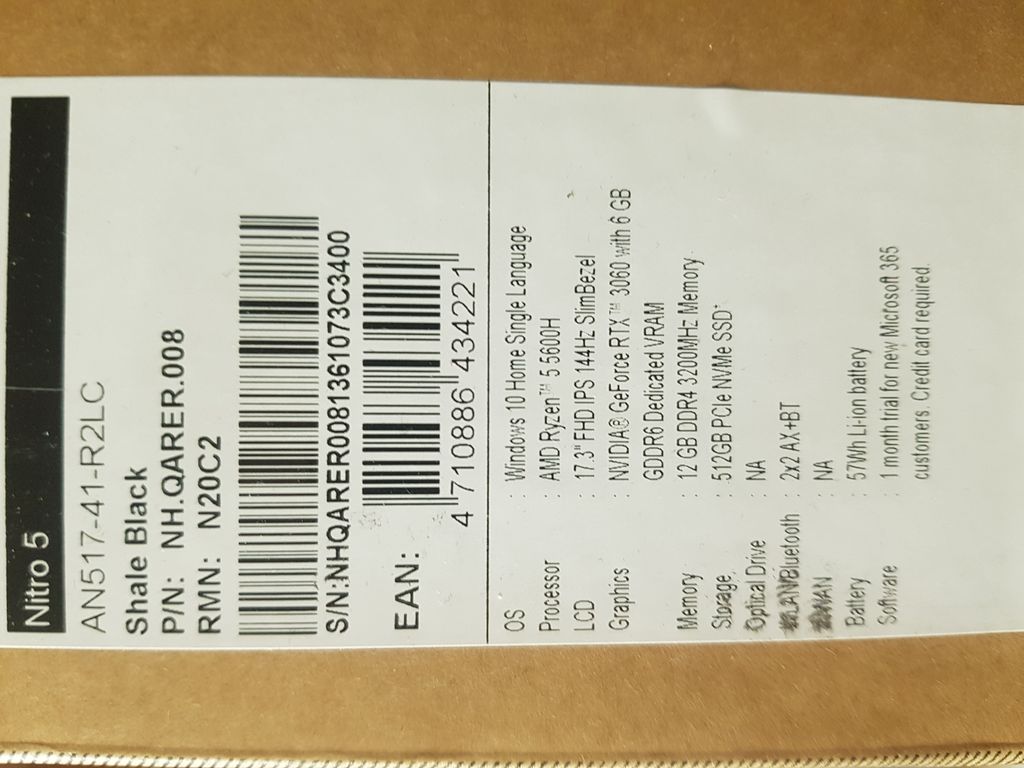 Nitro 5
AN517-41-R2LC
Shale Black
P/N: NH.QARER.008
RMN: N20C2
S/N:NHQARER0081361073C3400
EAN:
4 710886 434221
OS : Windows 10 Home Single Language
Processor : AMD Ryzen™ 5 5600H
LCD : 17.3" FHD IPS 144Hz SlimBezel
Graphics : NVIDIA® GeForce RTX™ 3060 with 6 GB
GDDR6 Dedicated VRAM
Memory : 12 GB DDR4 3200MHz Memory
Storage : 512GB PCIe NVMe SSD
Optical Drive : NA
WLAN\Bluetooth : 2x2 AX+BT
: NA
Battery : 57Wh Li-ion battery
Software : 1 month trial for new Microsoft 365
customers. Credit card required.